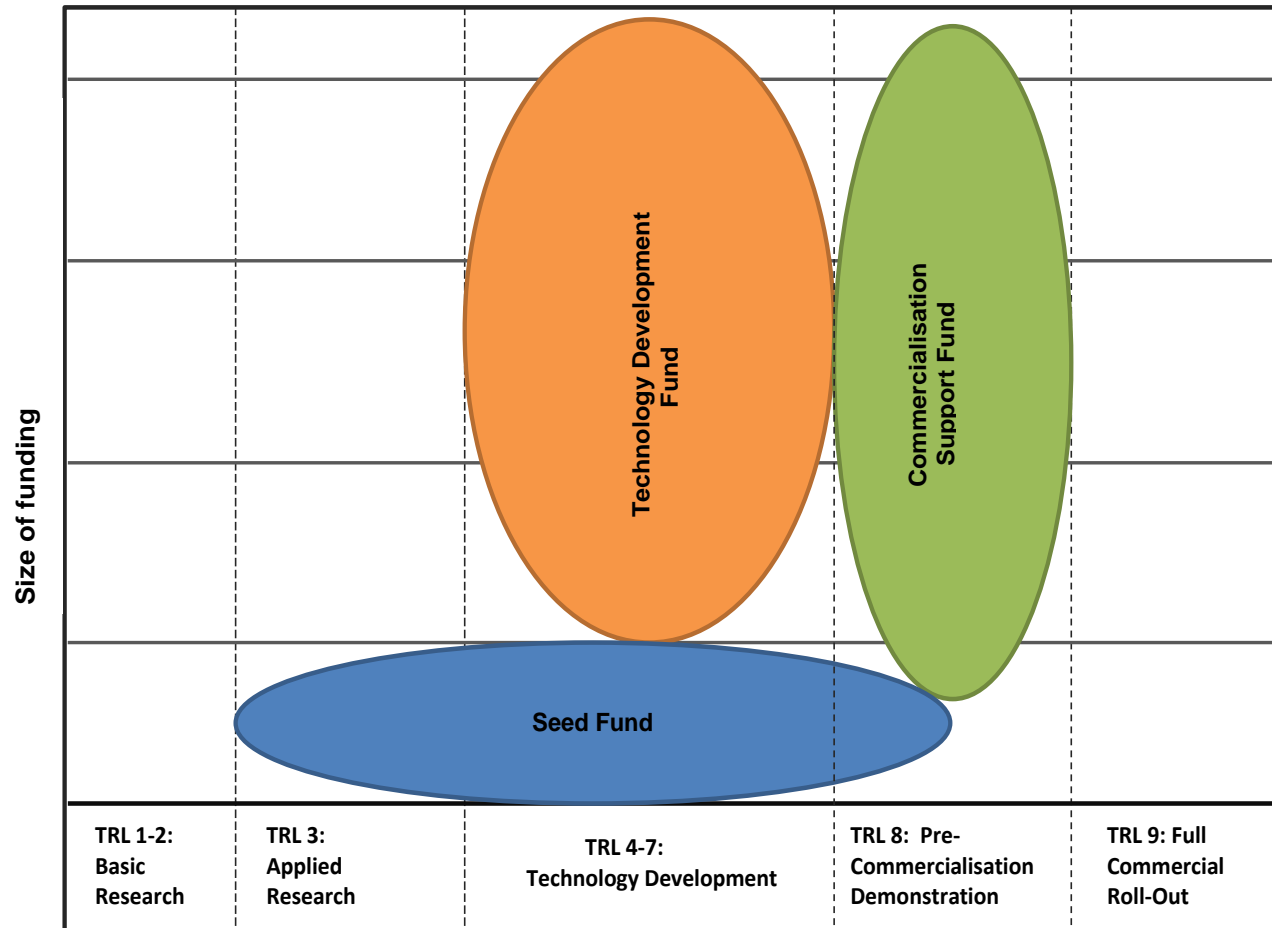 Size of funding
Technology Development
Fund
Commercialisation
Support Fund
Seed Fund
TRL 1-2:
Basic
Research
TRL 3:
Applied
Research
TRL 4-7:
Technology Development
TRL 8:  Pre-
Commercialisation
Demonstration
TRL 9: Full
Commercial
Roll-Out